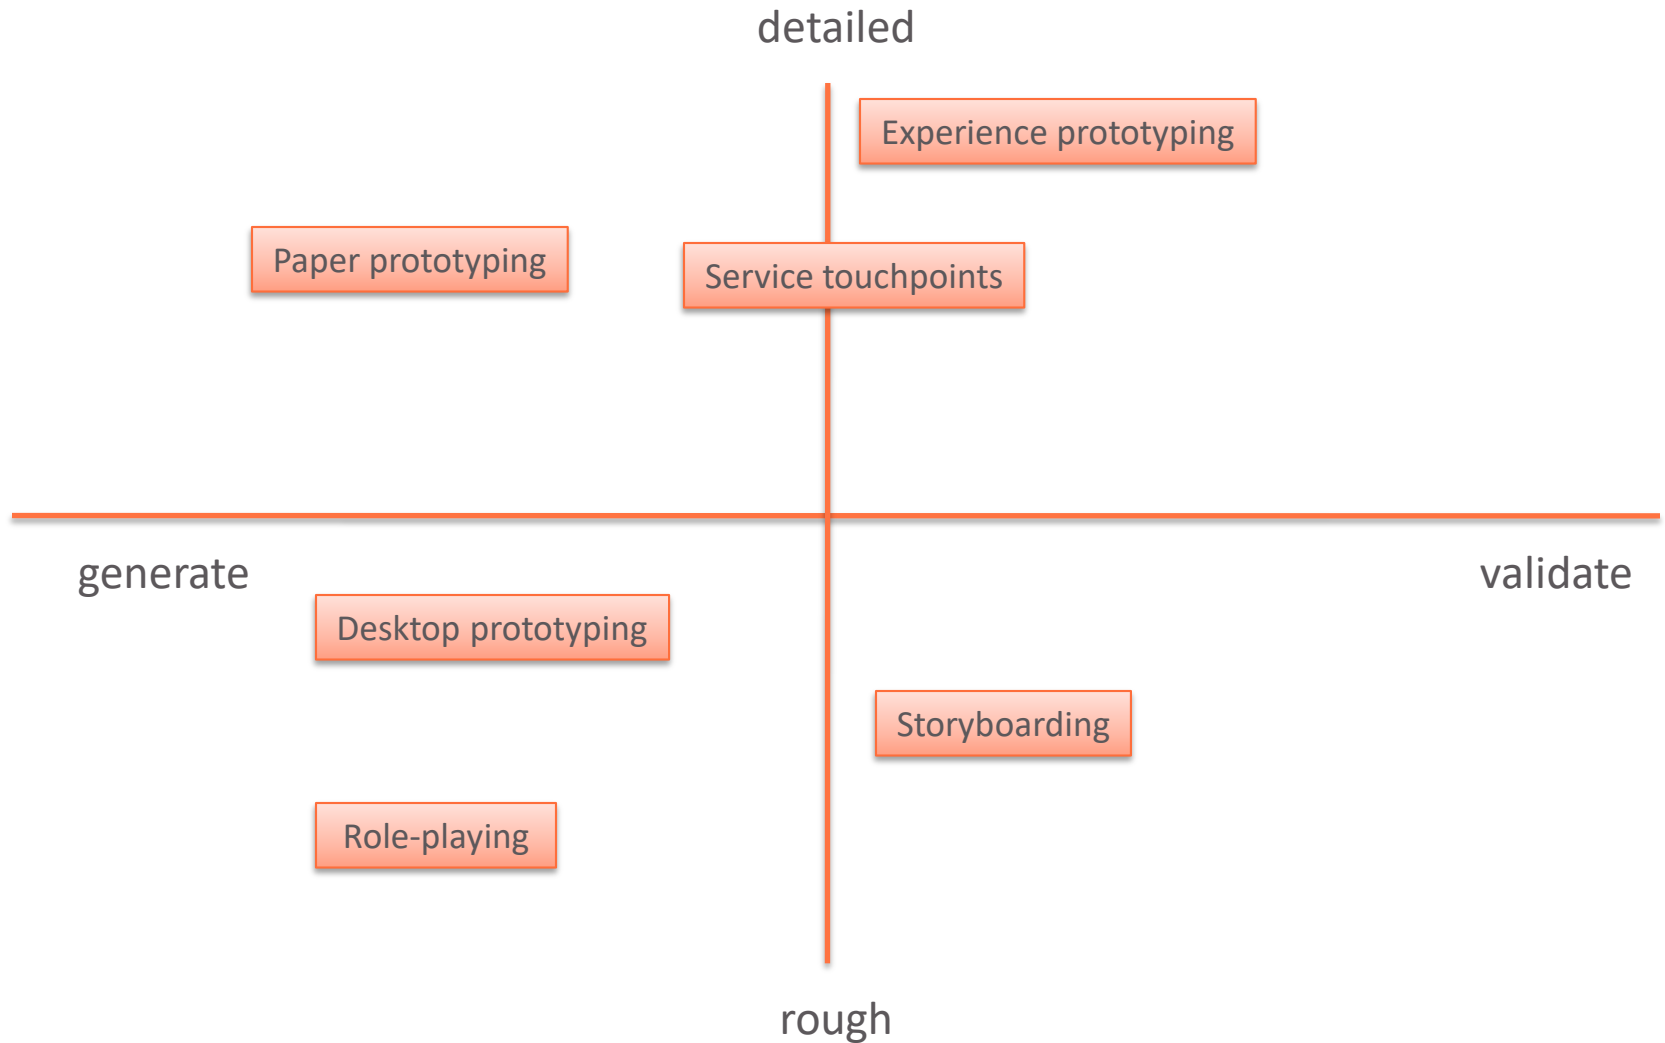 detailed
Experience prototyping
Paper prototyping
Service touchpoints
generate
validate
Desktop prototyping
Storyboarding
Role-playing
rough